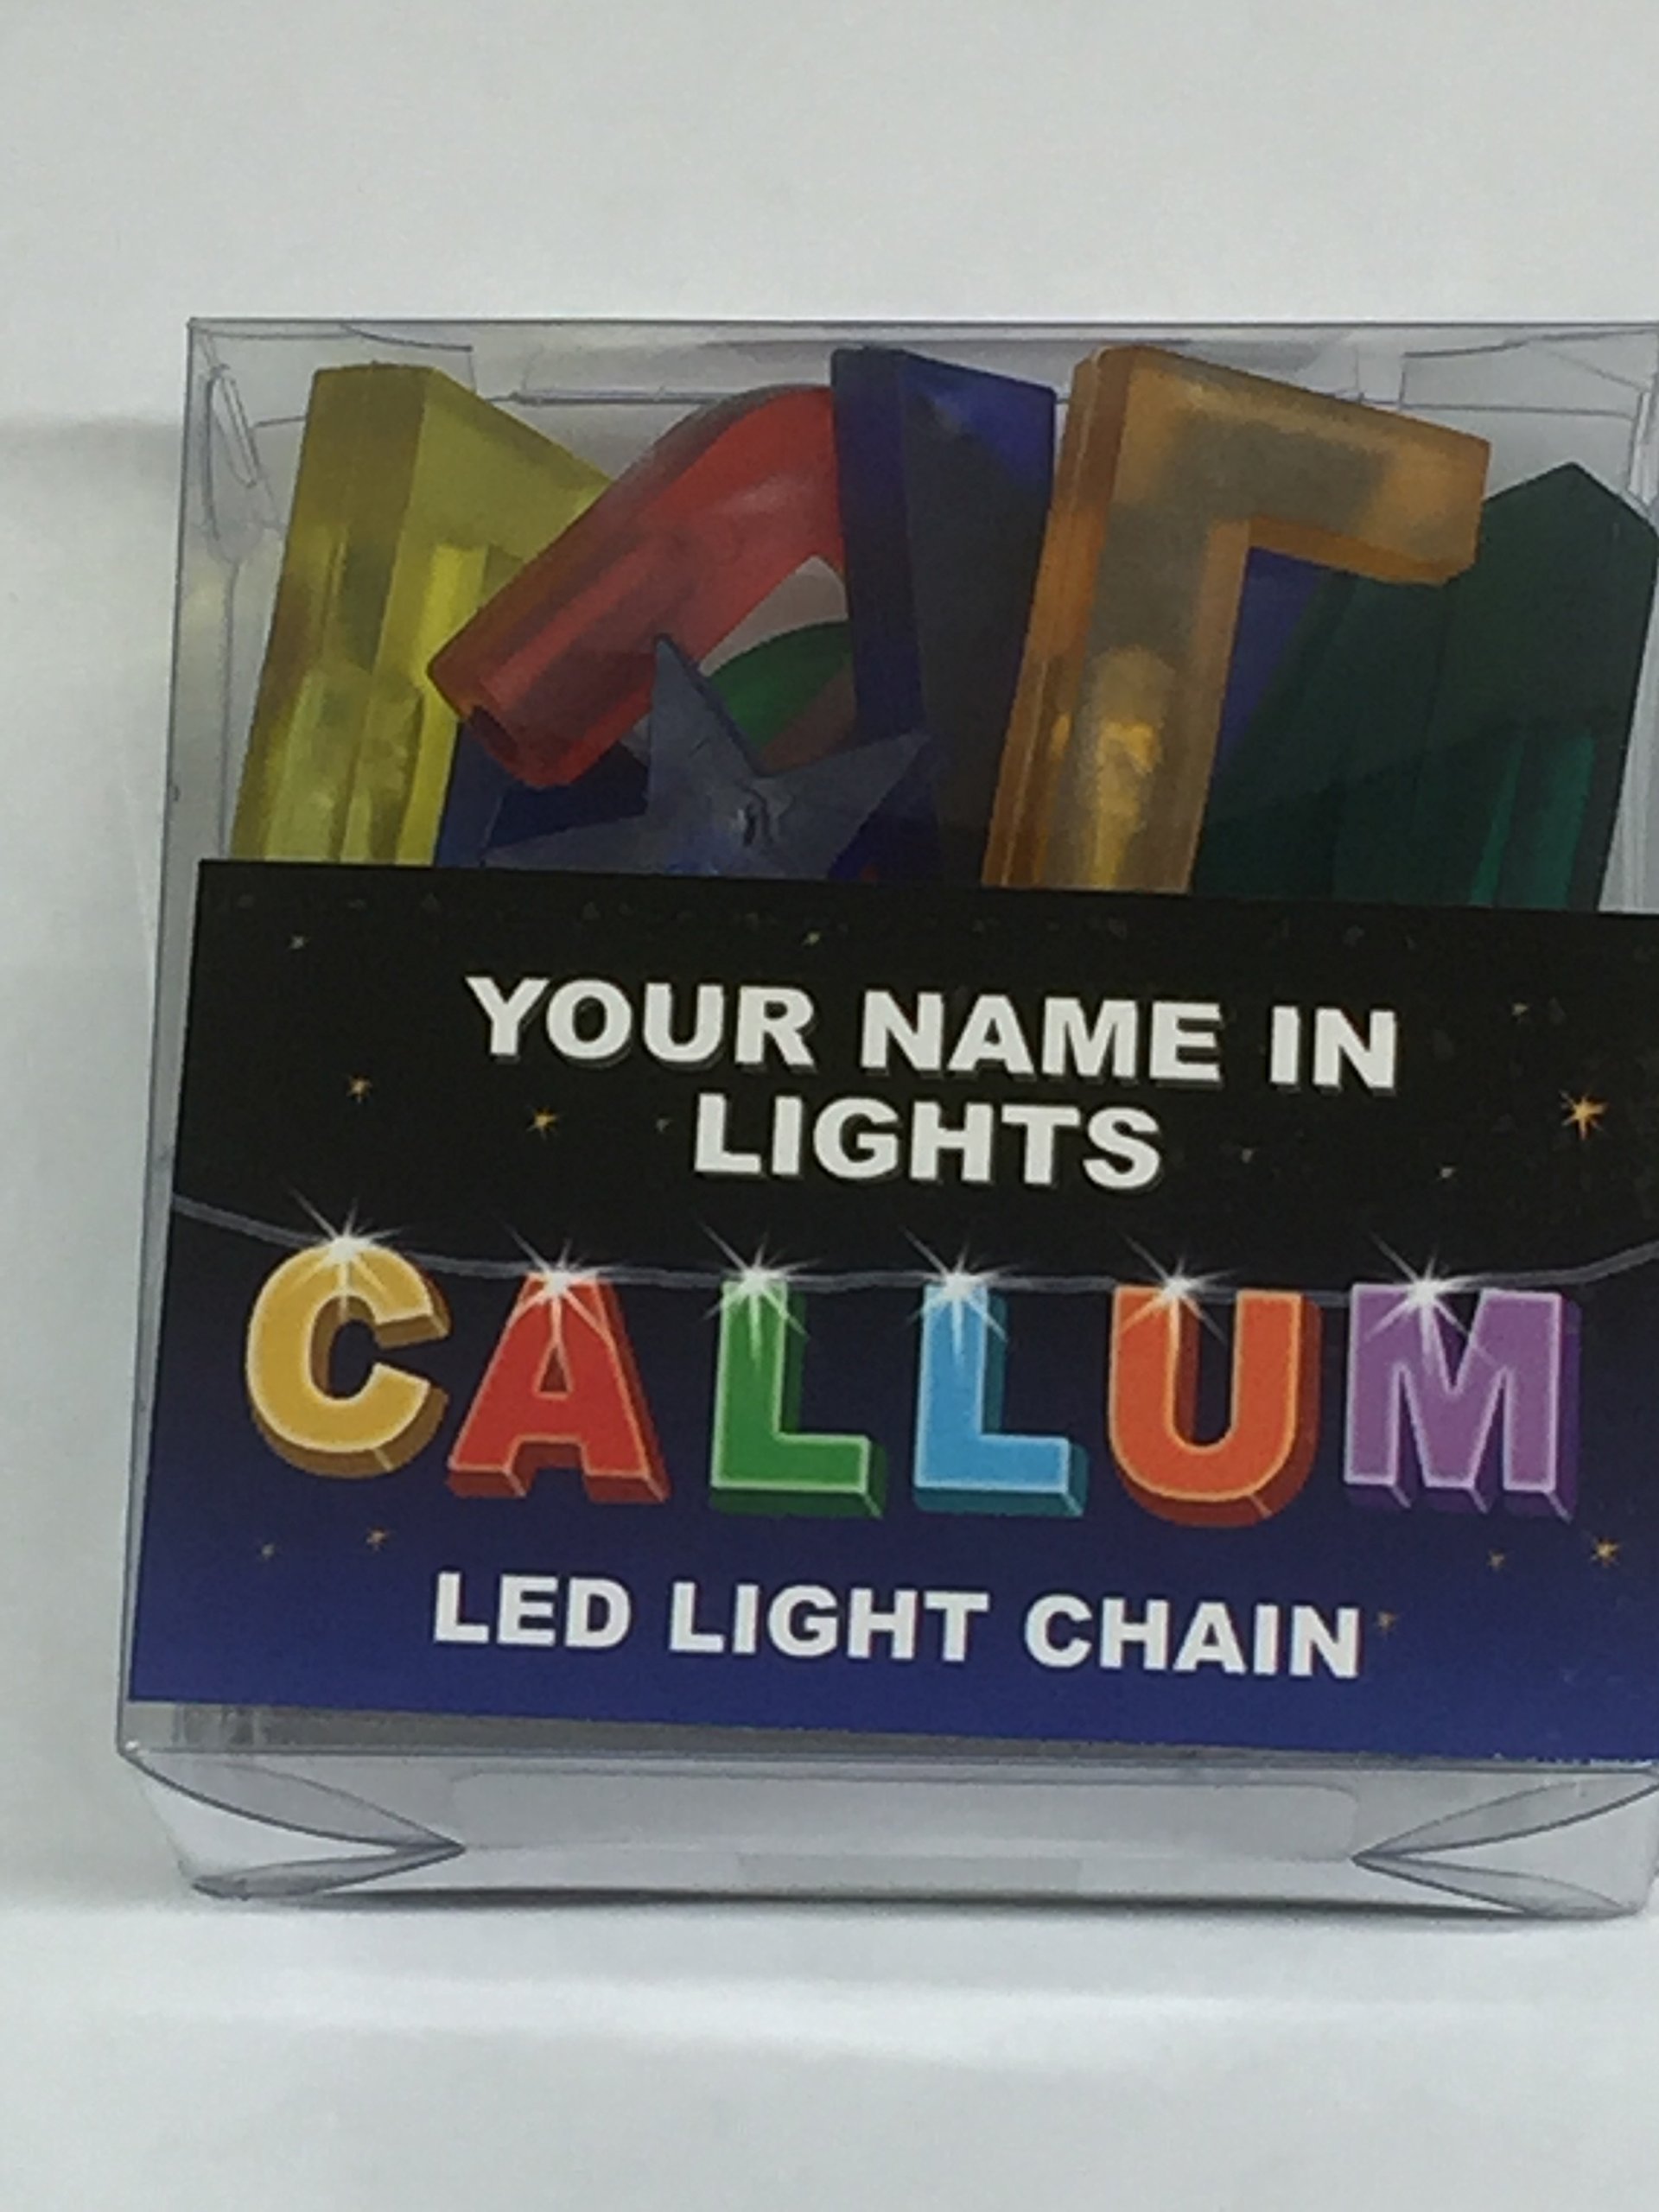 YOUR NAME IN
LIGHTS
CALLUM
LED LIGHT CHAIN